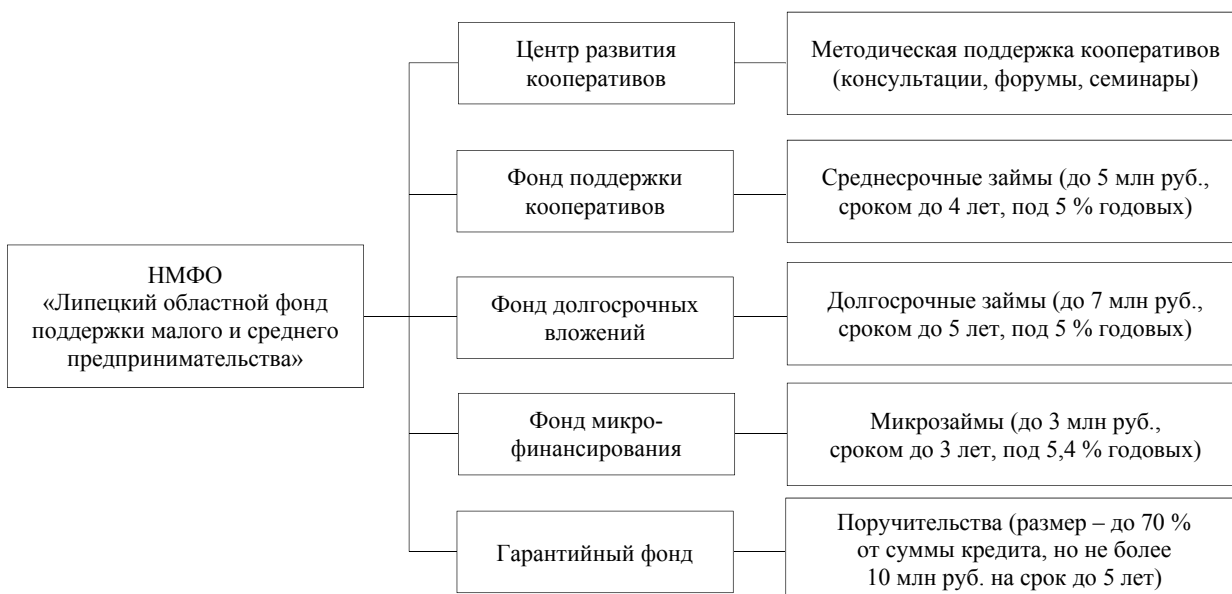 Центр развития
кооперативов
Методическая поддержка кооперативов
(консультации, форумы, семинары)
Фонд поддержки
кооперативов
Среднесрочные займы (до 5 млн руб.,
сроком до 4 лет, под 5 % годовых)
НМФО
«Липецкий областной фонд
поддержки малого и среднего
предпринимательства»
Фонд долгосрочных
вложений
Долгосрочные займы (до 7 млн руб.,
сроком до 5 лет, под 5 % годовых)
Фонд микро-
финансирования
Микрозаймы (до 3 млн руб.,
сроком до 3 лет, под 5,4 % годовых)
Гарантийный фонд
Поручительства (размер – до 70 %
от суммы кредита, но не более
10 млн руб. на срок до 5 лет)